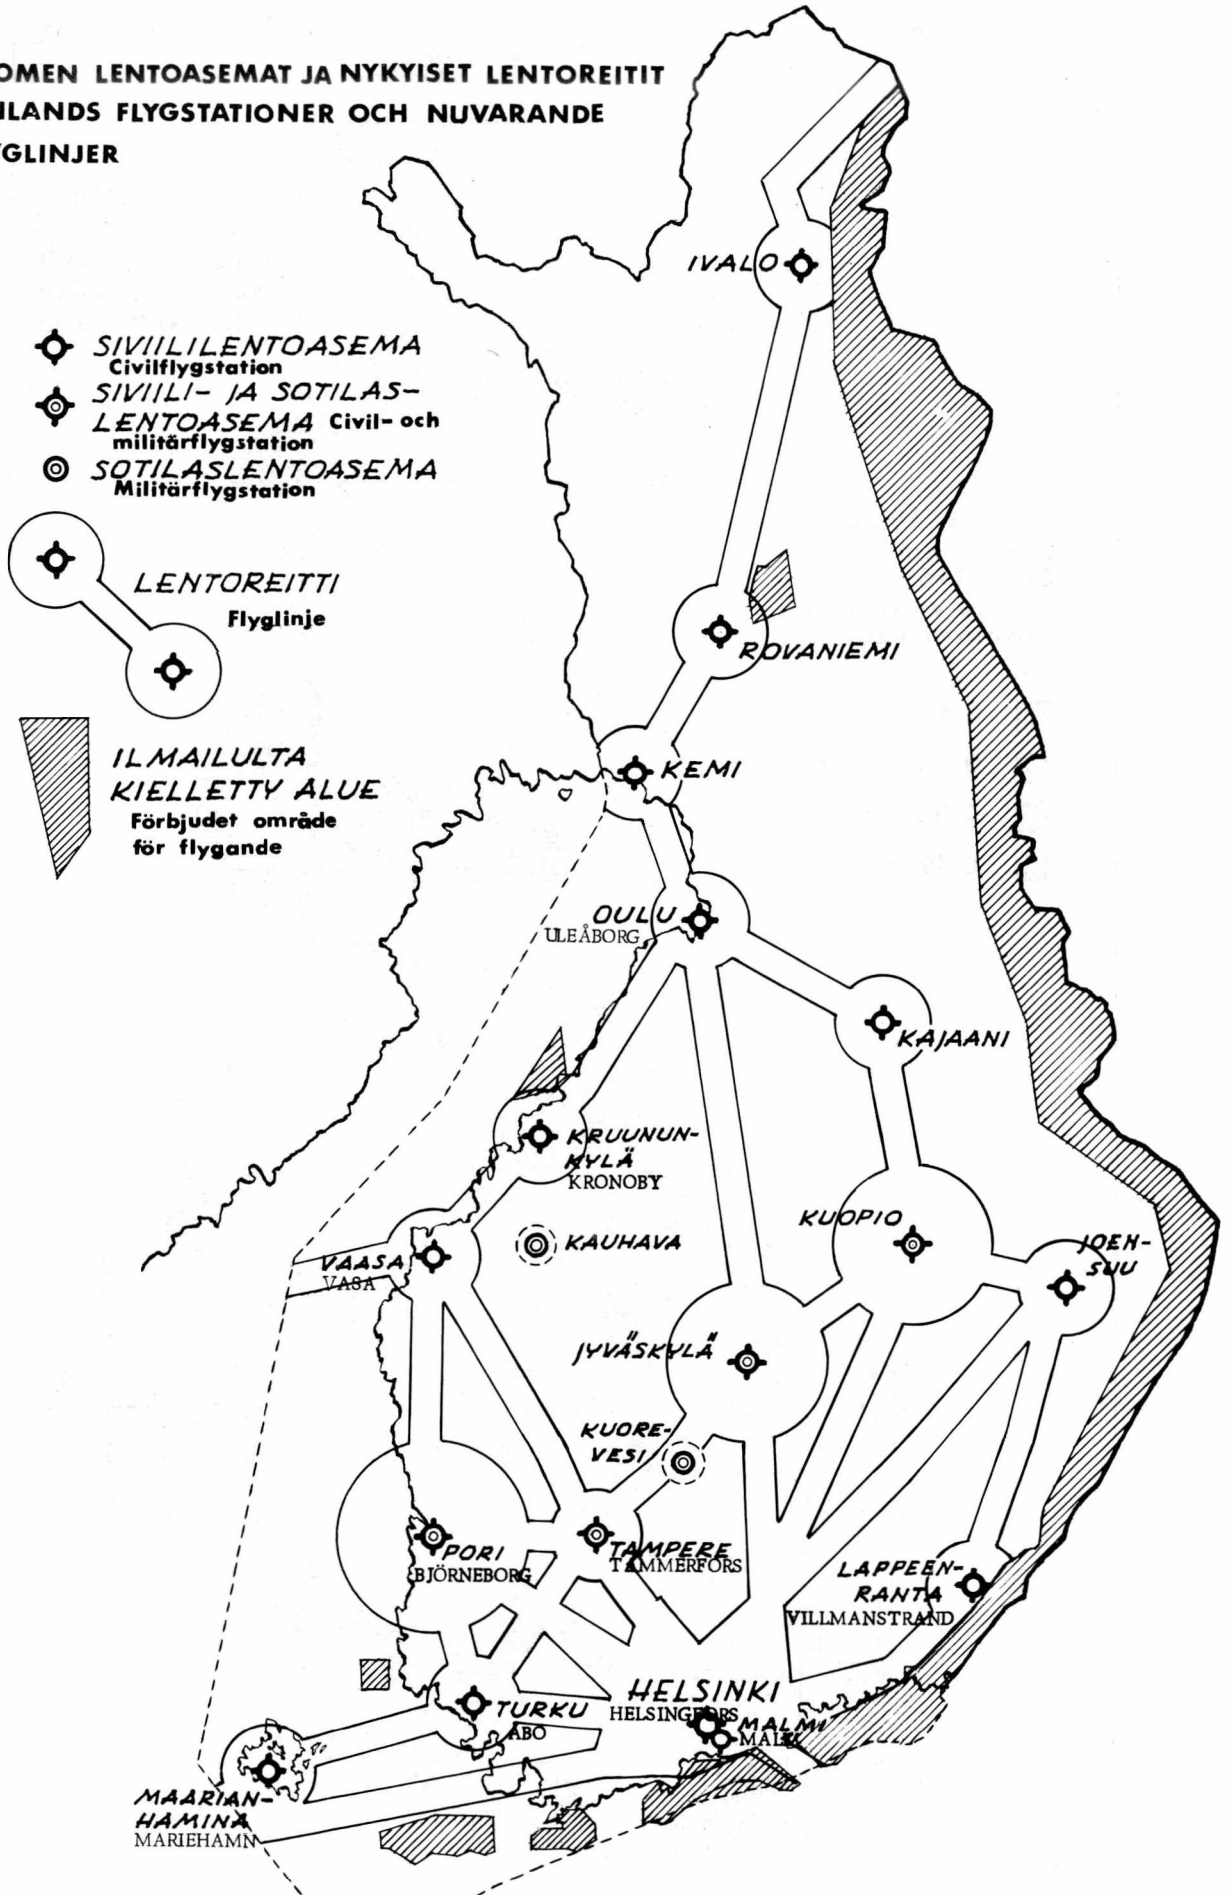 OMEN LENTOASEMAT JA NYKYISET LENTOREITIT
NLANDS FLYGSTATIONER OCH NUVARANDE
YGLINJER
SIVIILILENTOASEMA
Civilflygstation
SIVIILI- JA SOTILAS-
LENTOASEMA Civil- och
militärflygstation
SOTILASLENTOASEMA
Militärflygstation
LENTOREITTI
Flyglinje
ILMAILULTA
KIELLETTY ALUE
Förbjudet område
för flygande
IVALO
ROVANIEMI
KEMI
OULU
ULEÅBORG
KAJAANI
KRUUNUN-
KYLÄ
KRONOBY
KUOPIO
KAUHAVA
JOEN-
SUU
VAASA
VASA
JYVÄSKYLÄ
KUORE-
VESI
PORI
BJÖRNEBORG
TAMPERE
TAMMERFORS
LAPPEEN-
RANTA
VILLMANSTRAND
HELSINKI
HELSINGFORS
TURKU
ÅBO
MALMI
MALM
MAARIAN-
HAMINA
MARIEHAMN